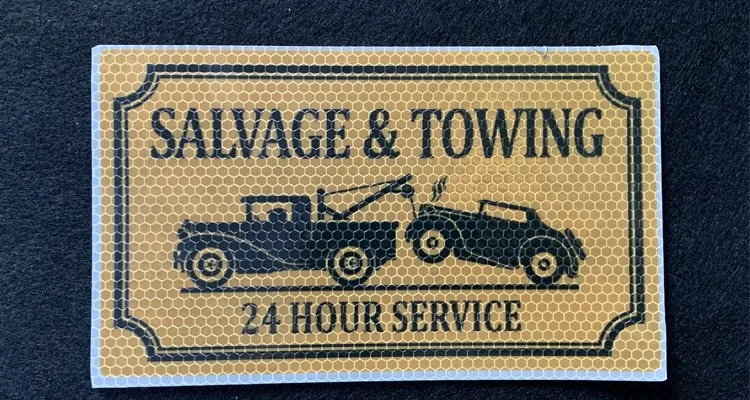 SALVAGE & TOWING
24 HOUR SERVICE